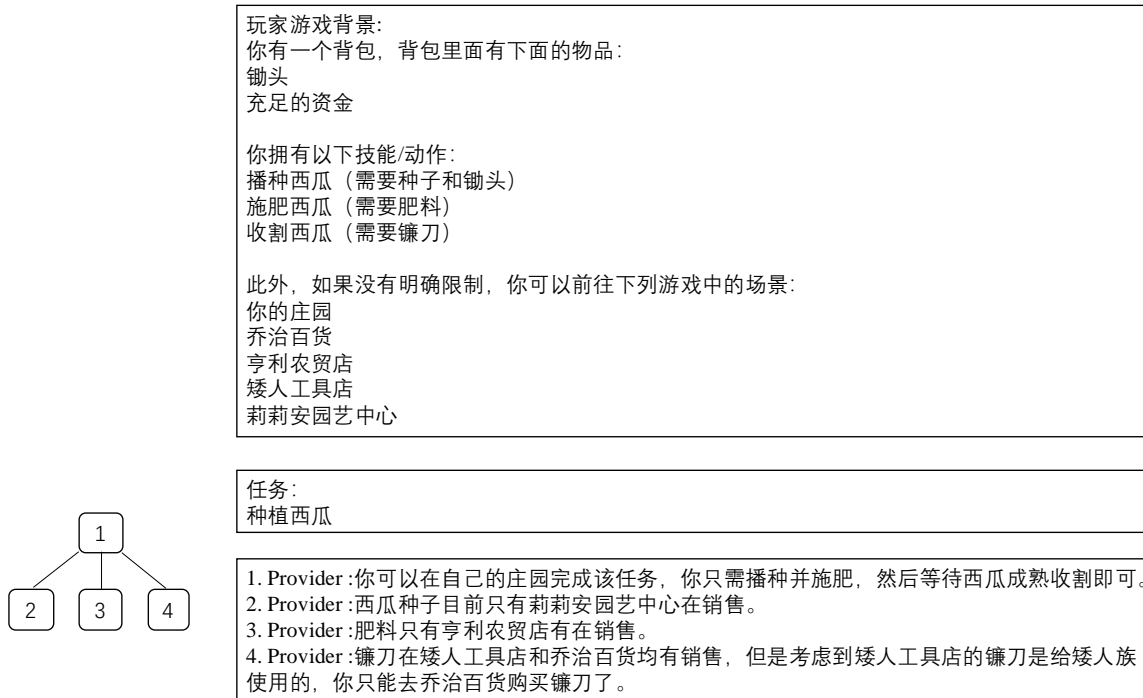 玩家游戏背景:
你有一个背包，背包里面有下面的物品：
锄头
充足的资金
你拥有以下技能/动作：
播种西瓜（需要种子和锄头）
施肥西瓜（需要肥料）
收割西瓜（需要镰刀）
此外，如果没有明确限制，你可以前往下列游戏中的场景：
你的庄园
乔治百货
亨利农贸店
矮人工具店
莉莉安园艺中心
任务：
种植西瓜
1
2 3 4
1. Provider :你可以在自己的庄园完成该任务，你只需播种并施肥，然后等待西瓜成熟收割即可。
2. Provider :西瓜种子目前只有莉莉安园艺中心在销售。
3. Provider :肥料只有亨利农贸店有在销售。
4. Provider :镰刀在矮人工具店和乔治百货均有销售，但是考虑到矮人工具店的镰刀是给矮人族
使用的，你只能去乔治百货购买镰刀了。